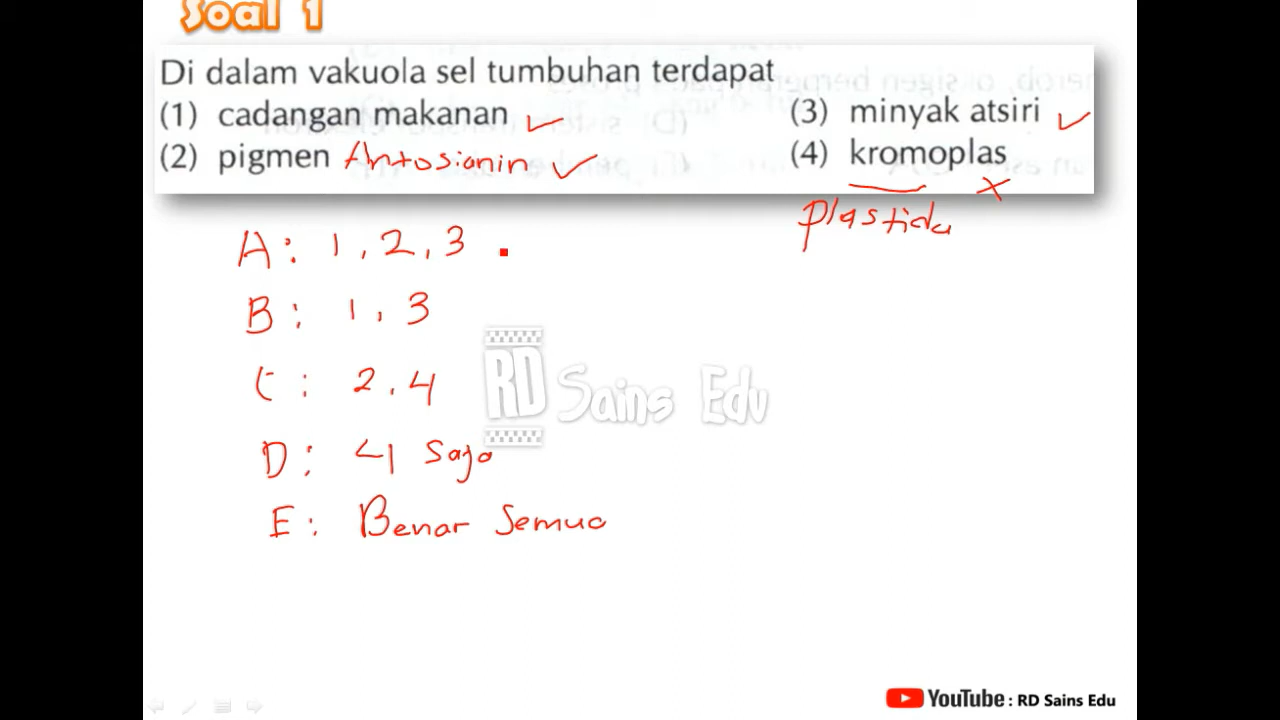 Soal 1
Di dalam vakuola sel tumbuhan terdapat
(1) cadangan makanan
(2) pigmen Antosianin
(3) minyak atsiri
(4) kromoplas
plastida
A: 1, 2, 3
B: 1, 3
C: 2, 4
D: 4 saja
E: Benar Semua
RD Sains Edu
YouTube : RD Sains Edu